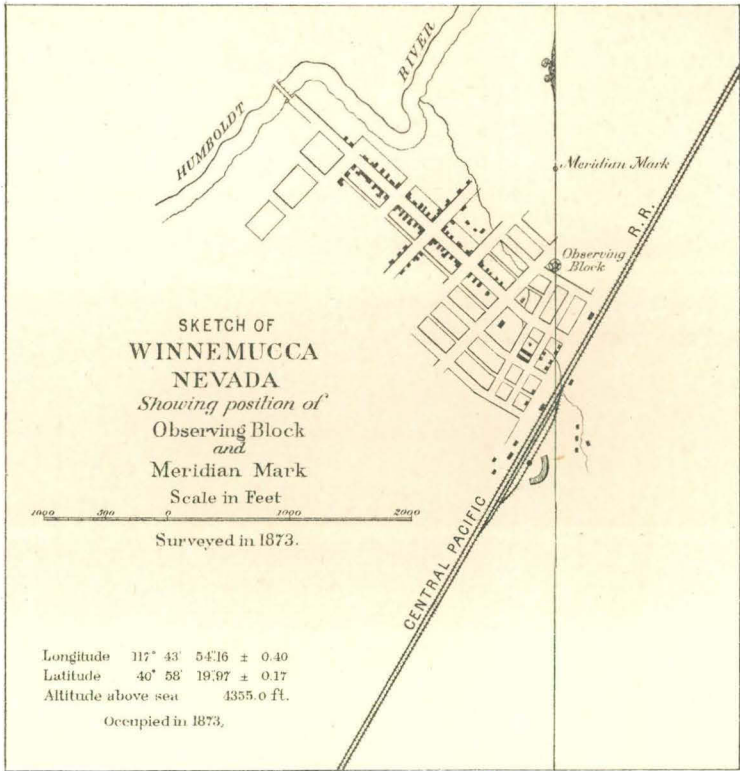 HUMBOLDT RIVER
Meridian Mark
R.R.
Observing
Block
SKETCH OF
WINNEMUCCA
NEVADA
Showing position of
Observing Block
and
Meridian Mark
Scale in Feet
1000 500 0 1000 2000
Surveyed in 1873.
CENTRAL PACIFIC
Longitude 117° 43' 54".16 ± 0.40
Latitude 40° 58' 19".97 ± 0.17
Altitude above sea 4355.0 ft.
Occupied in 1873,